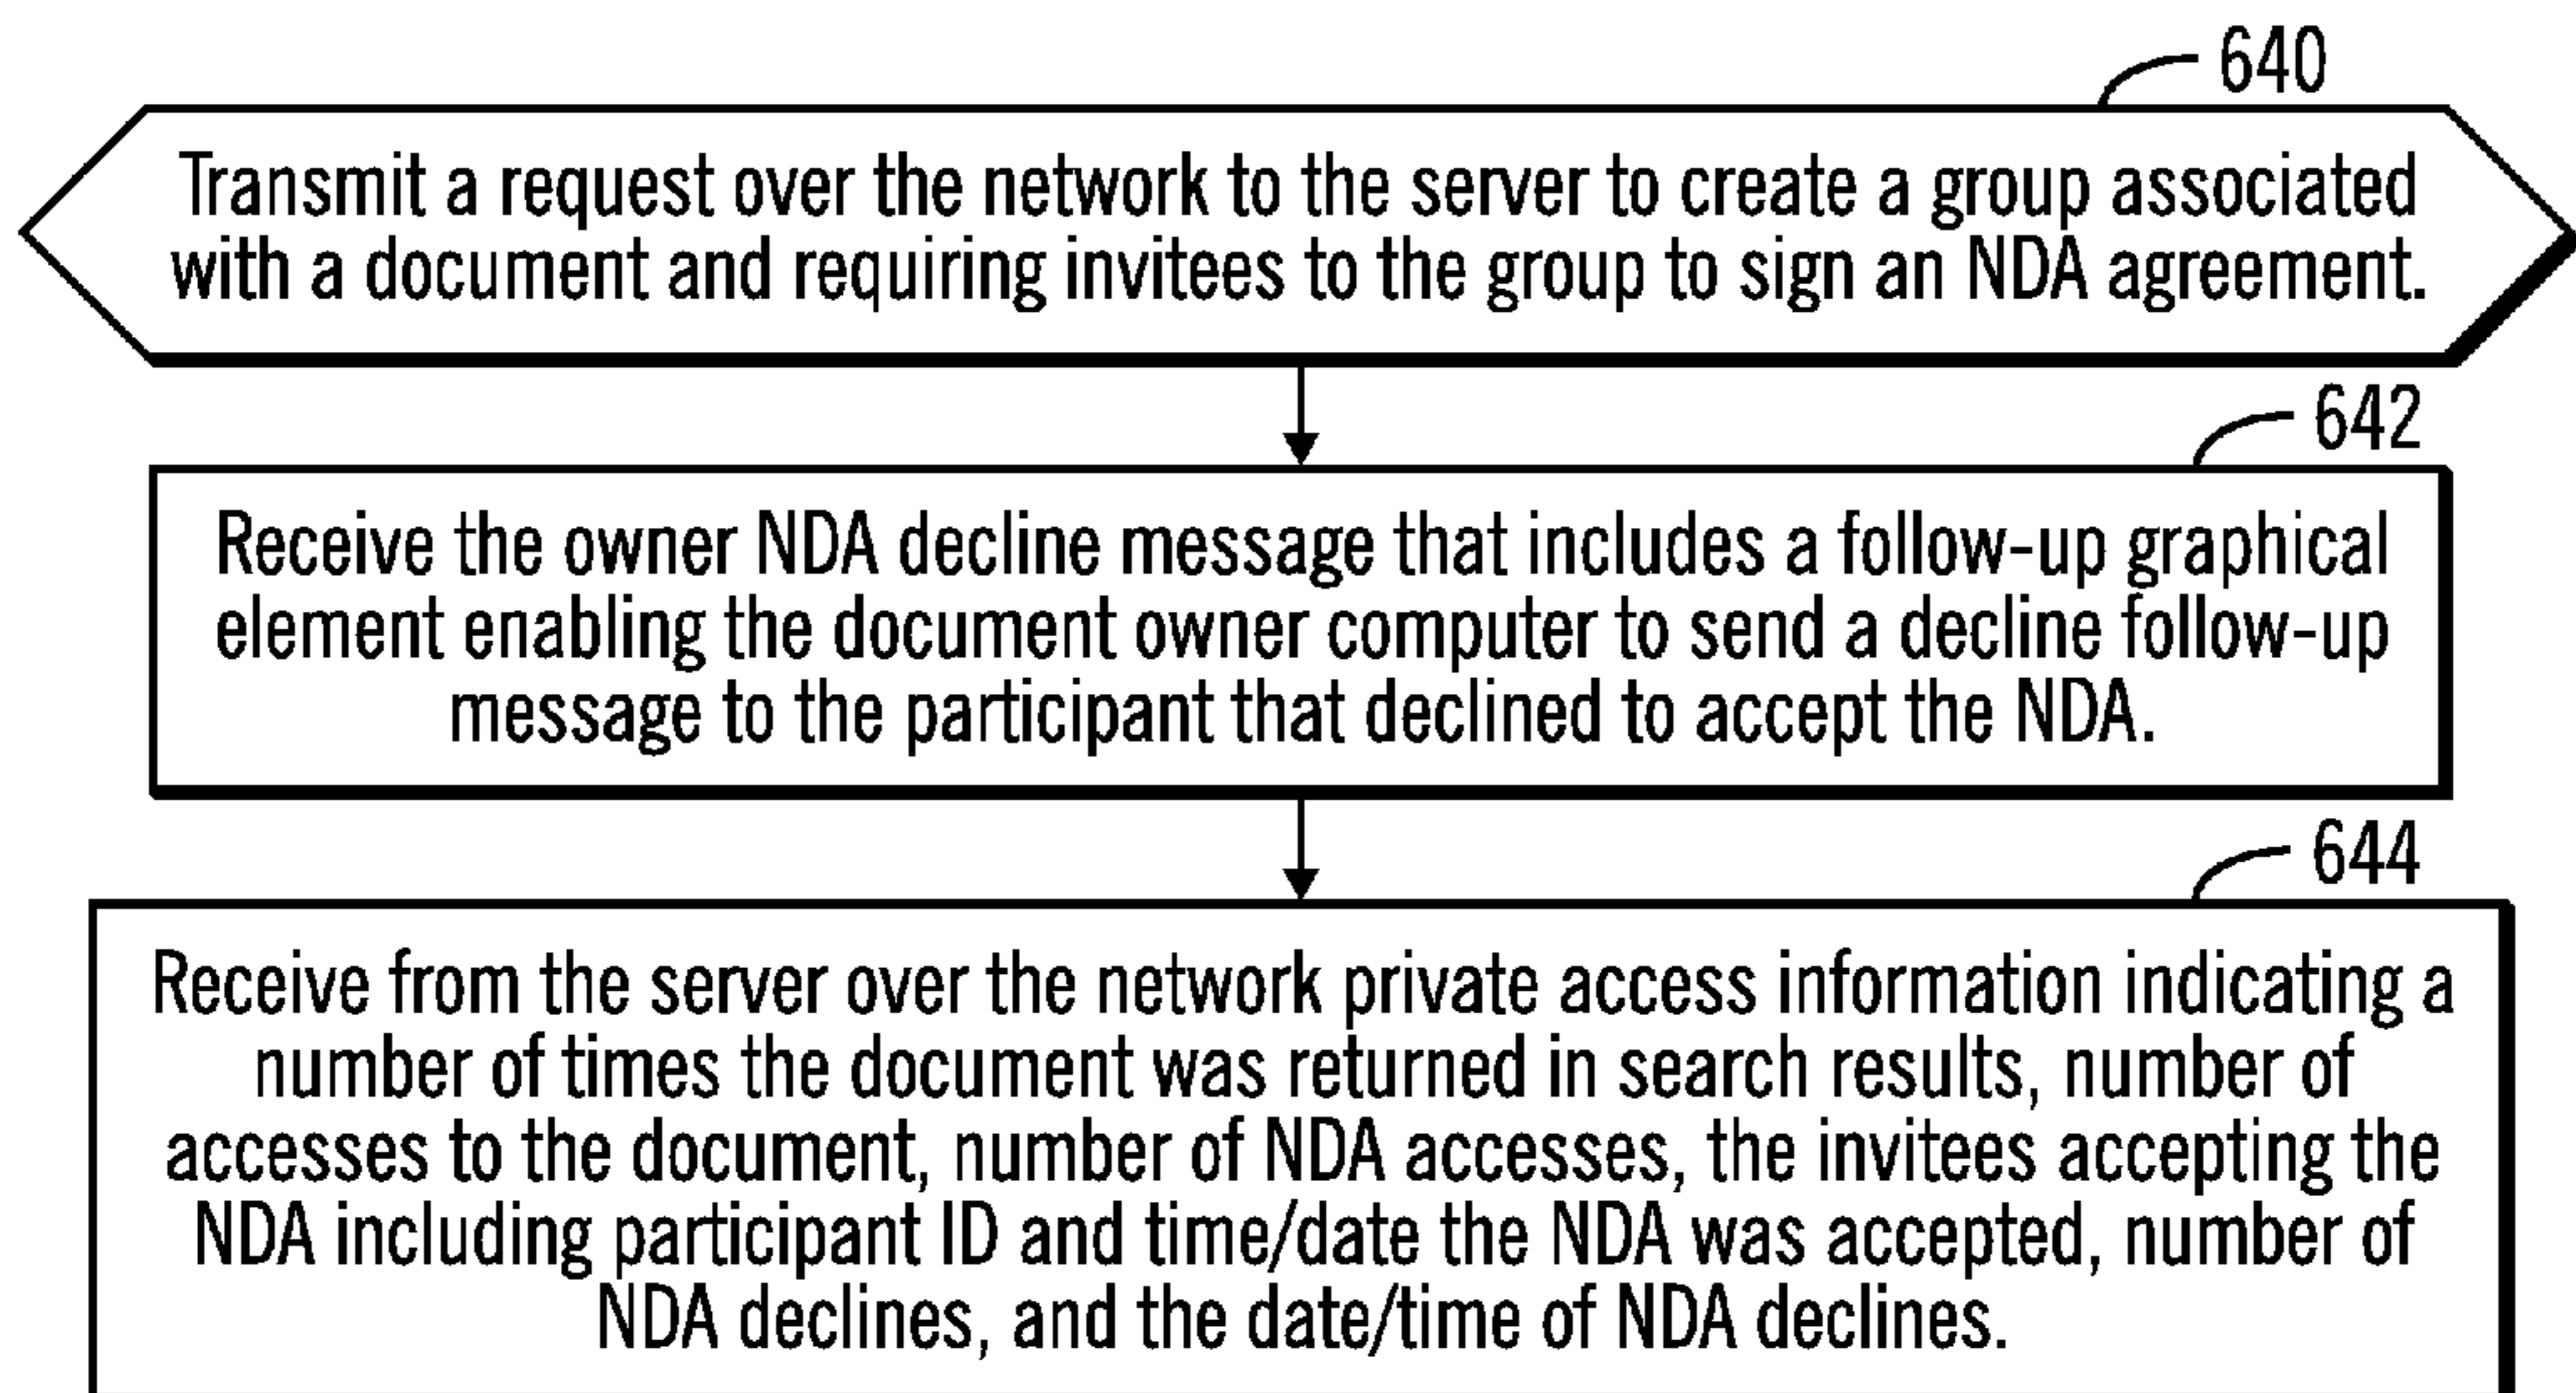 640
Transmit a request over the network to the server to create a group associated
with a document and requiring invitees to the group to sign an NDA agreement.
642
Receive the owner NDA decline message that includes a follow-up graphical
element enabling the document owner computer to send a decline follow-up
message to the participant that declined to accept the NDA.
644
Receive from the server over the network private access information indicating a
number of times the document was returned in search results, number of
accesses to the document, number of NDA accesses, the invitees accepting the
NDA including participant ID and time/date the NDA was accepted, number of
NDA declines, and the date/time of NDA declines.